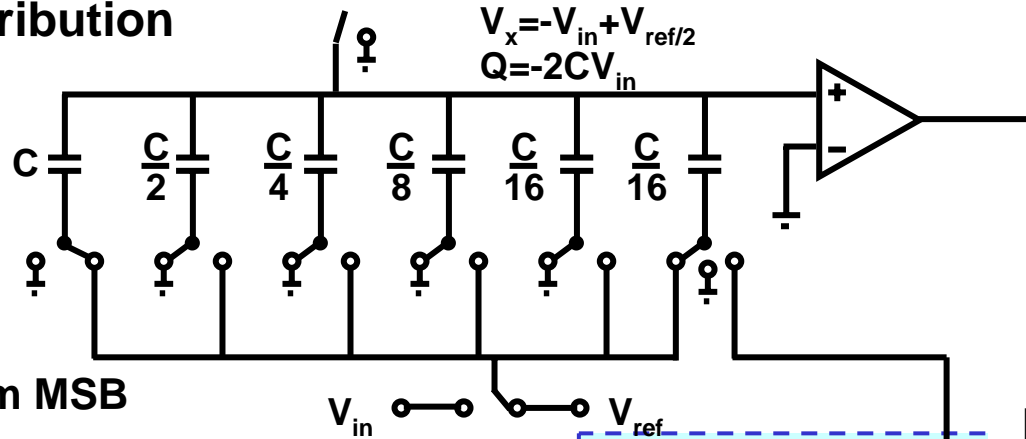 ribution
Vx=-Vin+Vref/2
Q=-2CVin
C C/2 C/4 C/8 C/16 C/16
+
-
m MSB
Vin Vref